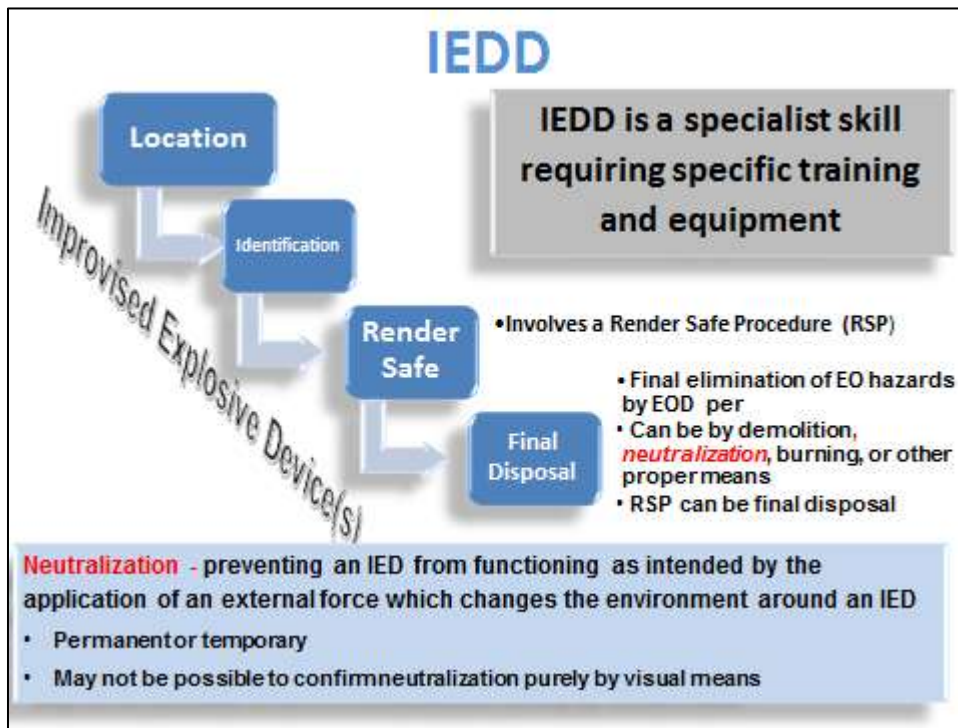 IEDD
IEDD is a specialist skill
requiring specific training
and equipment
Location
Identification
Render
Safe
Final
Disposal
Improvised Explosive Device(s)
•Involves a Render Safe Procedure (RSP)
• Final elimination of EO hazards
by EOD per
• Can be by demolition,
neutralization, burning, or other
proper means
• RSP can be final disposal
Neutralization - preventing an IED from functioning as intended by the
application of an external force which changes the environment around an IED
• Permanent or temporary
• May not be possible to confirmneutralization purely by visual means